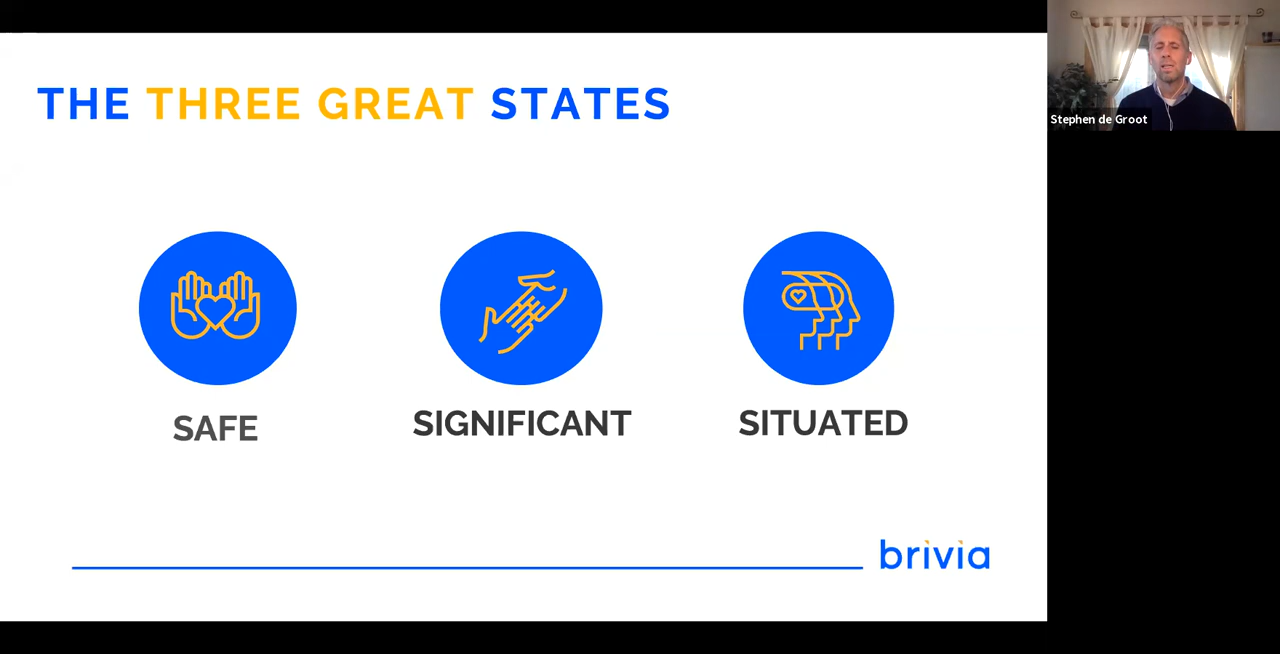 THE THREE GREAT STATES
Stephen de Groot
SAFE
SIGNIFICANT
SITUATED
brivia